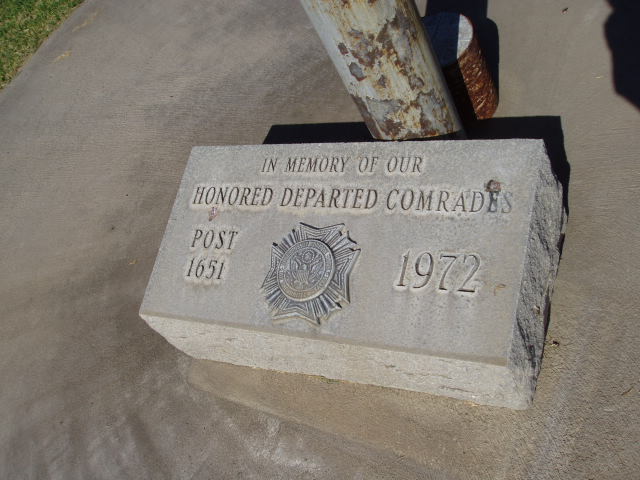 IN MEMORY OF OUR
HONORED DEPARTED COMRADES
POST
1651
1972